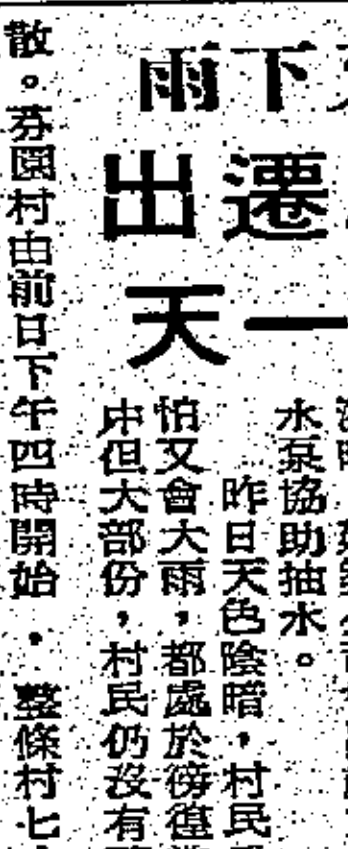 下雨
遷出
一天
水泵協助抽水。
昨日天色陰暗，村民
怕又會大雨，都處於徬徨
中但大部份，村民仍沒有
散。芬園村由前日下午四時開始，整條村七